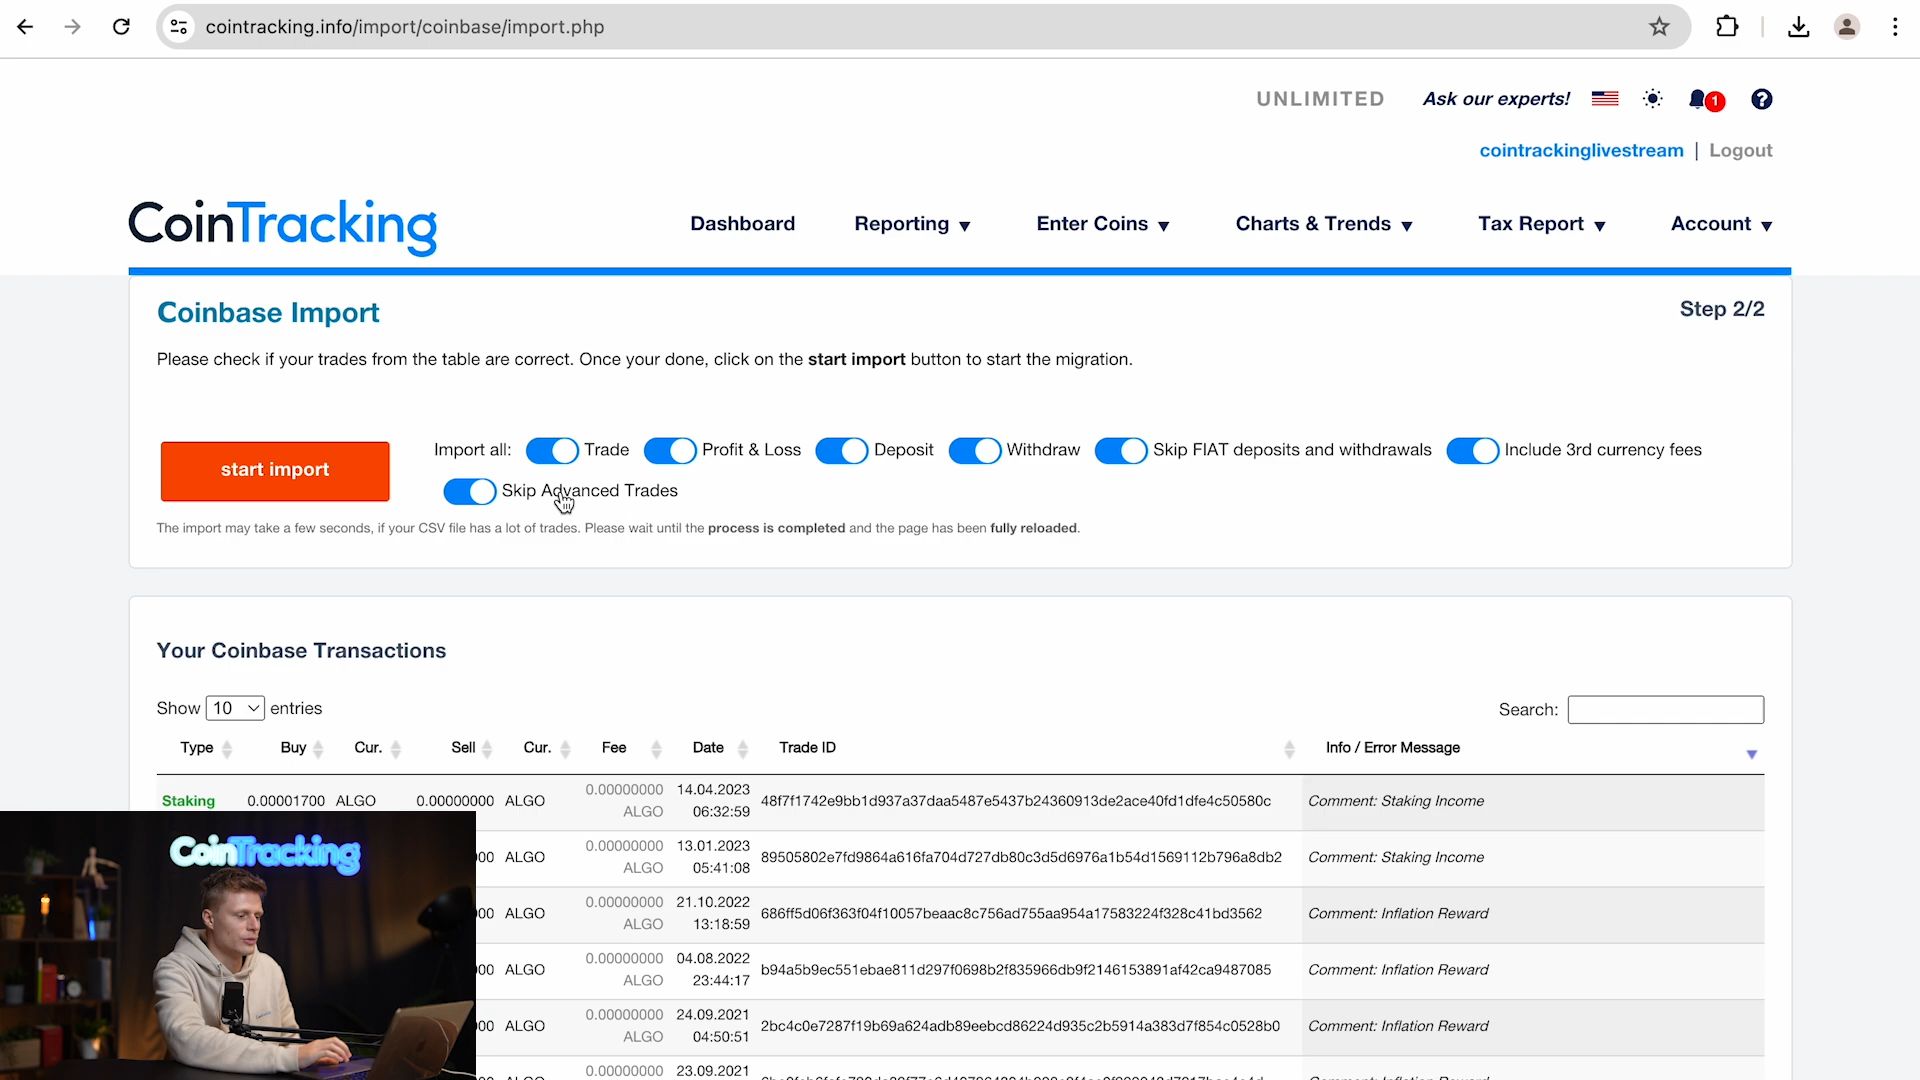 cointracking.info/import/coinbase/import.php
UNLIMITED Ask our experts! 1 ?
cointrackinglivestream | Logout
CoinTracking Dashboard Reporting ▼ Enter Coins ▼ Charts & Trends ▼ Tax Report ▼ Account ▼
Coinbase Import Step 2/2
Please check if your trades from the table are correct. Once your done, click on the start import button to start the migration.
start import Import all: Trade Profit & Loss Deposit Withdraw Skip FIAT deposits and withdrawals Include 3rd currency fees
Skip Advanced Trades
The import may take a few seconds, if your CSV file has a lot of trades. Please wait until the process is completed and the page has been fully reloaded.
Your Coinbase Transactions
Show 10 entries Search:
Type Buy Cur. Sell Cur. Fee Date Trade ID Info / Error Message
Staking 0.00001700 ALGO 0.00000000 ALGO 0.00000000 ALGO 14.04.2023 06:32:59 48f7f1742e9bb1d937a37daa5487e5437b24360913de2ace40fd1dfe4c50580c Comment: Staking Income
00 ALGO 0.00000000 ALGO 13.01.2023 05:41:08 89505802e7fd9864a616fa704d727db80c3d5d6976a1b54d1569112b796a8db2 Comment: Staking Income
00 ALGO 0.00000000 ALGO 21.10.2022 13:18:59 686ff5d06f363f04f10057beaac8c756ad755aa954a17583224f328c41bd3562 Comment: Inflation Reward
00 ALGO 0.00000000 ALGO 04.08.2022 23:44:17 b94a5b9ec551ebae811d297f0698b2f835966db9f2146153891af42ca9487085 Comment: Inflation Reward
00 ALGO 0.00000000 ALGO 24.09.2021 04:50:51 2bc4c0e7287f19b69a624adb89eebcd86224d935c2b5914a383d7f854c0528b0 Comment: Inflation Reward
0.00000000 23.09.2021
CoinTracking